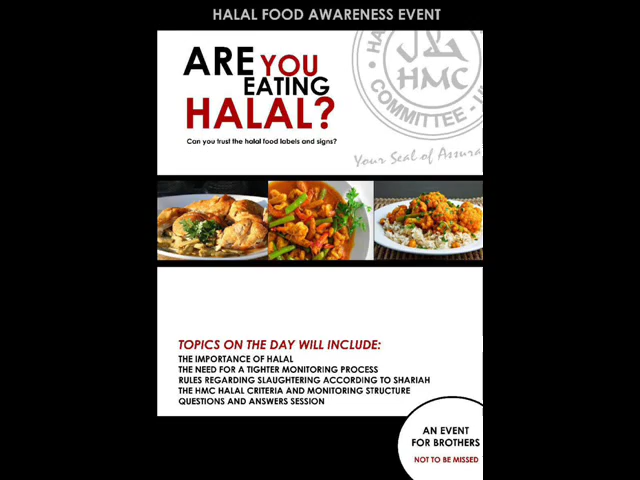 HALAL FOOD AWARENESS EVENT
ARE YOU
EATING
HALAL?
Can you trust the halal food labels and signs?
حلال
HMC
COMMITTEE
Your Seal of
TOPICS ON THE DAY WILL INCLUDE:
THE IMPORTANCE OF HALAL
THE NEED FOR A TIGHTER MONITORING PROCESS
RULES REGARDING SLAUGHTERING ACCORDING TO SHARIAH
THE HMC HALAL CRITERIA AND MONITORING STRUCTURE
QUESTIONS AND ANSWERS SESSION
AN EVENT
FOR BROTHERS
NOT TO BE MISSED